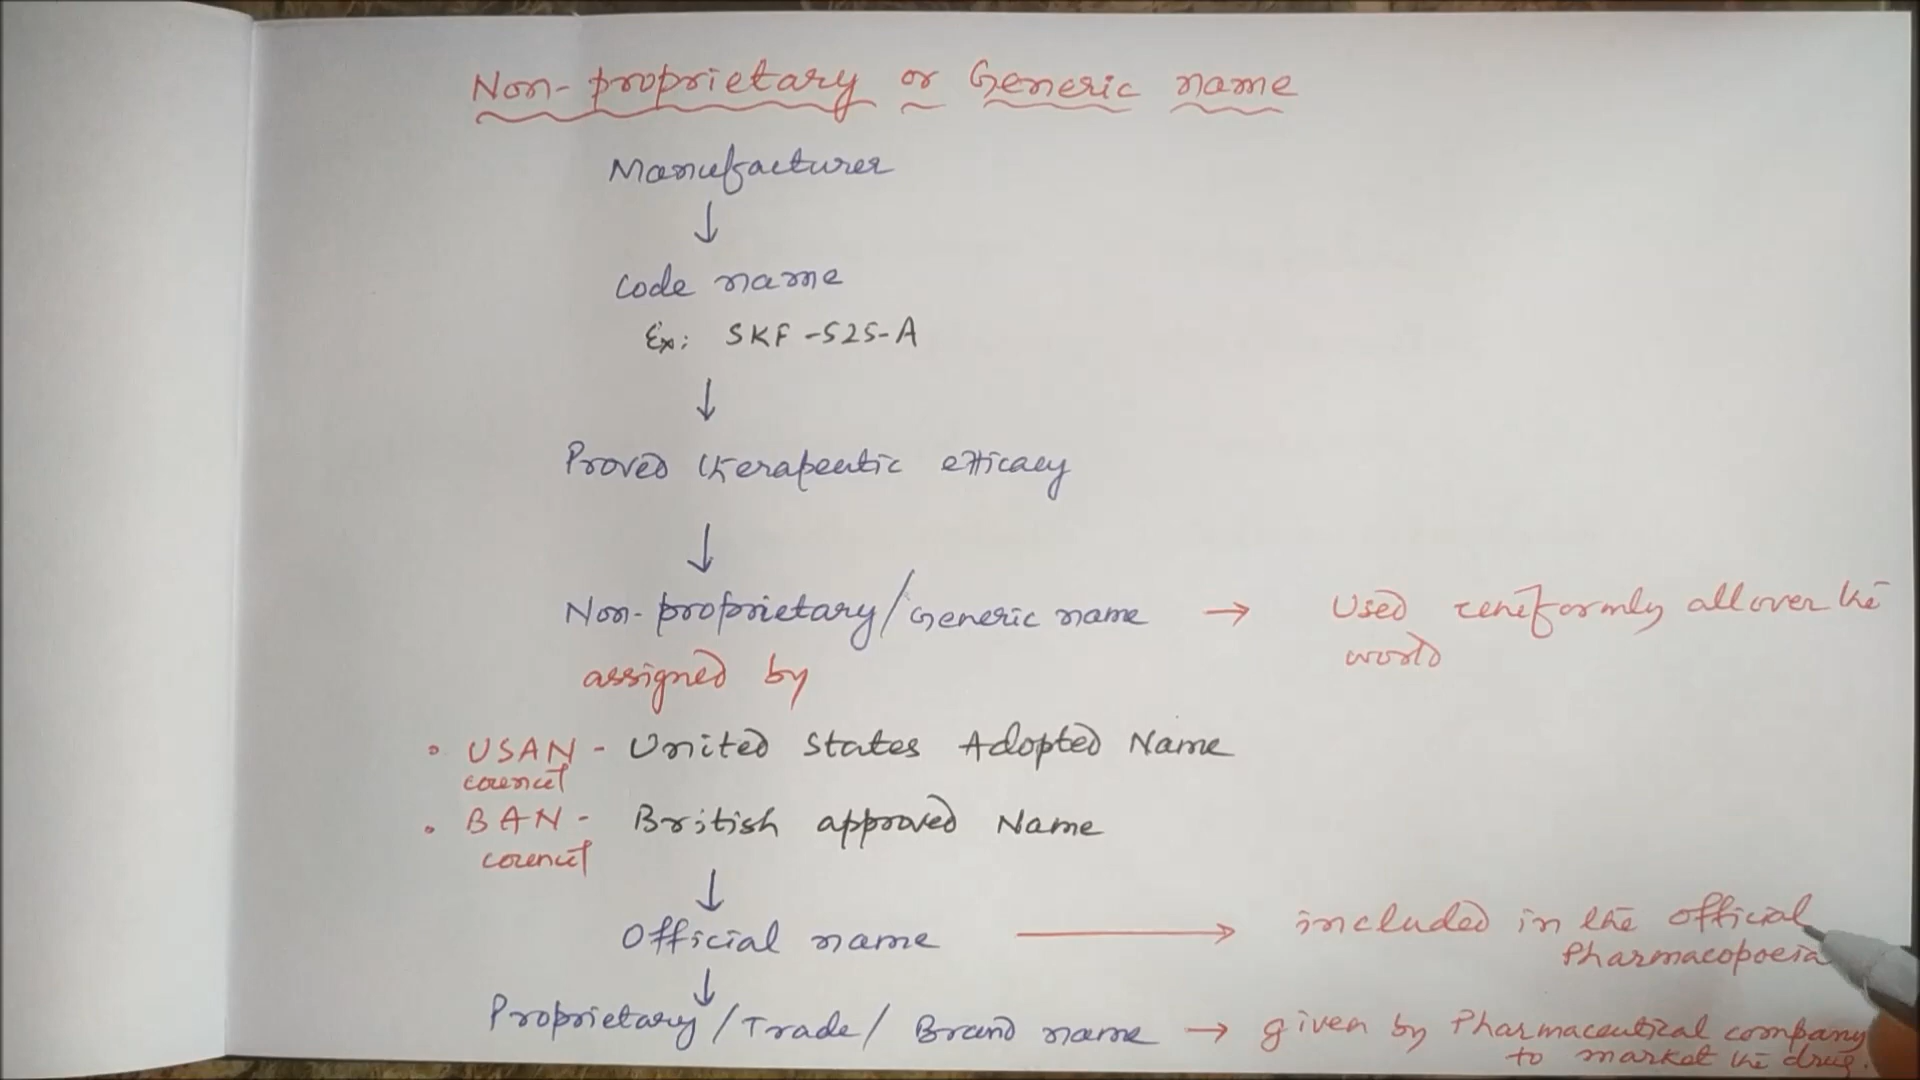 Non-proprietary or Generic name
Manufacturer
↓
Code name
Ex: SKF-525-A
↓
Proved therapeutic efficacy
↓
Non-proprietary/Generic name → Used uniformly all over the
world
assigned by
• USAN - United States Adopted Name
council
• BAN - British approved Name
council
↓
Official name → included in the official
Pharmacopoeia
↓
Proprietary/Trade/Brand name → given by Pharmaceutical company
to market the drug.